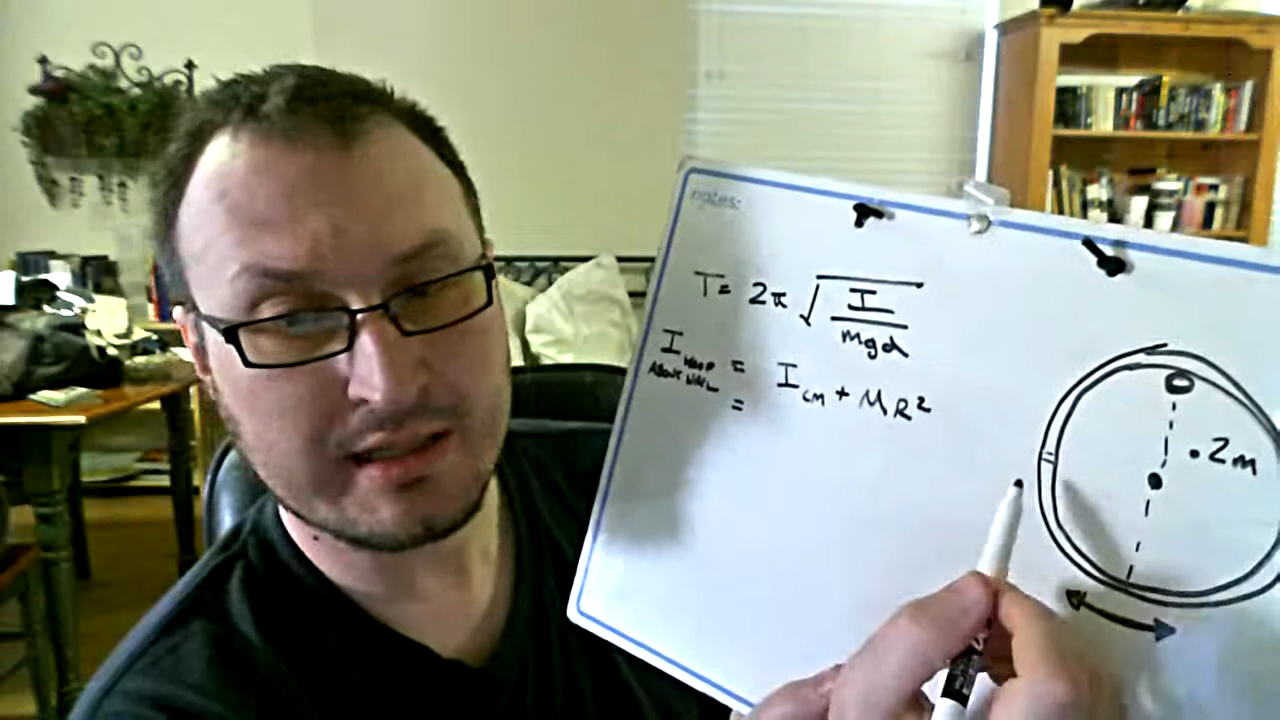 notes:
T = 2π √ I / mgd
I HOOP ABOUT NAIL = I cm + MR²
=
.2m